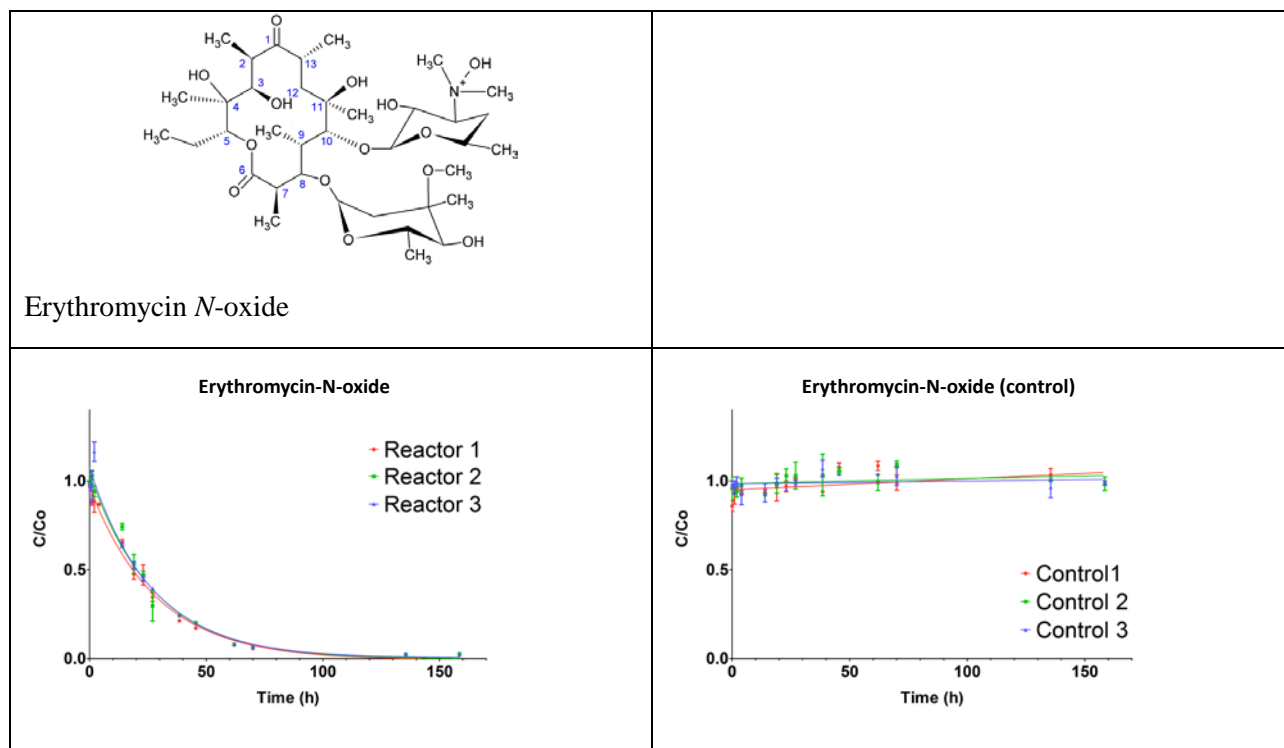 O
H₃C
CH₃
1
2
13
HO
3
12
OH
H₃C
OH
CH₃
N⁺
CH₃
H₃C
4
OH
11
CH₃
HO
H₃C
5
O
H₃C
9
10
O
O
CH₃
6
O
7
8
O
O
CH₃
CH₃
H₃C
O
CH₃
OH
Erythromycin N-oxide
Erythromycin-N-oxide
Reactor 1
Reactor 2
Reactor 3
C/Co
1.0
0.5
0.0
0
50
100
150
Time (h)
Erythromycin-N-oxide (control)
Control1
Control 2
Control 3
C/Co
1.0
0.5
0.0
0
50
100
150
Time (h)